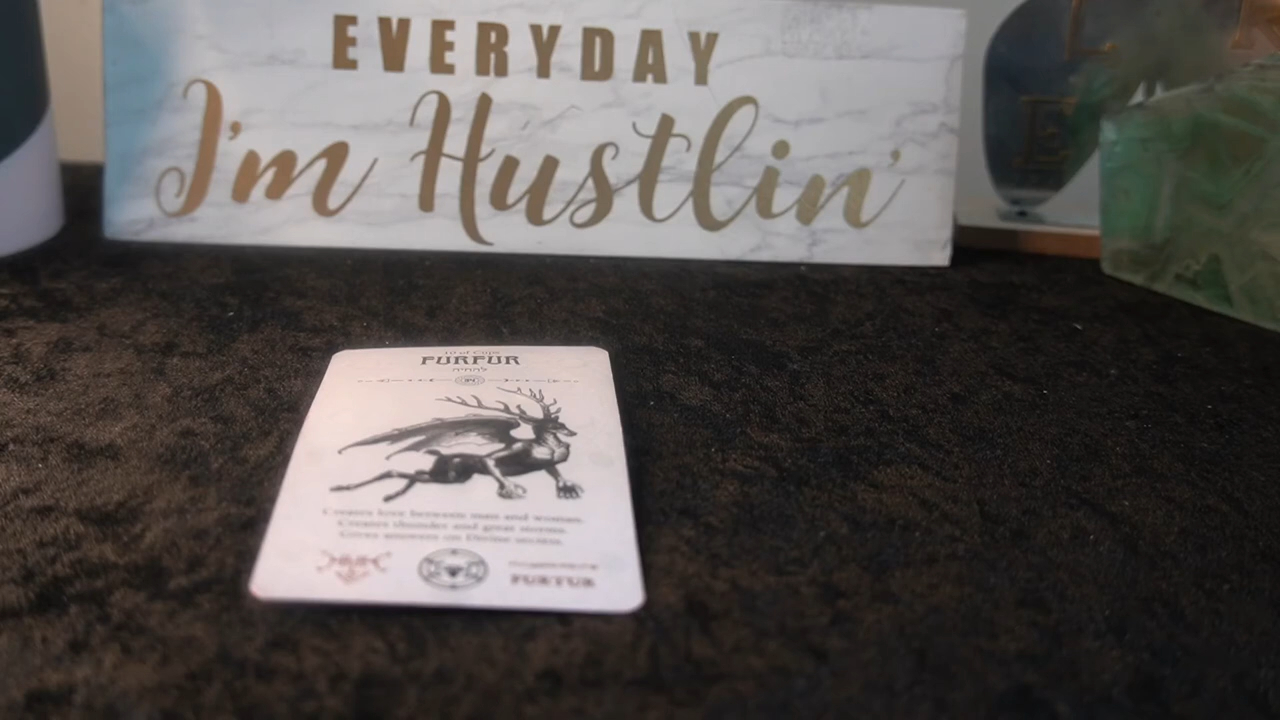 EVERYDAY
I'm Hustlin'
L
E
R
10 of Cups
FURFUR
Creates love between man and woman.
Creates thunder and great storms.
Gives answers on Divine secrets.
FURFUR